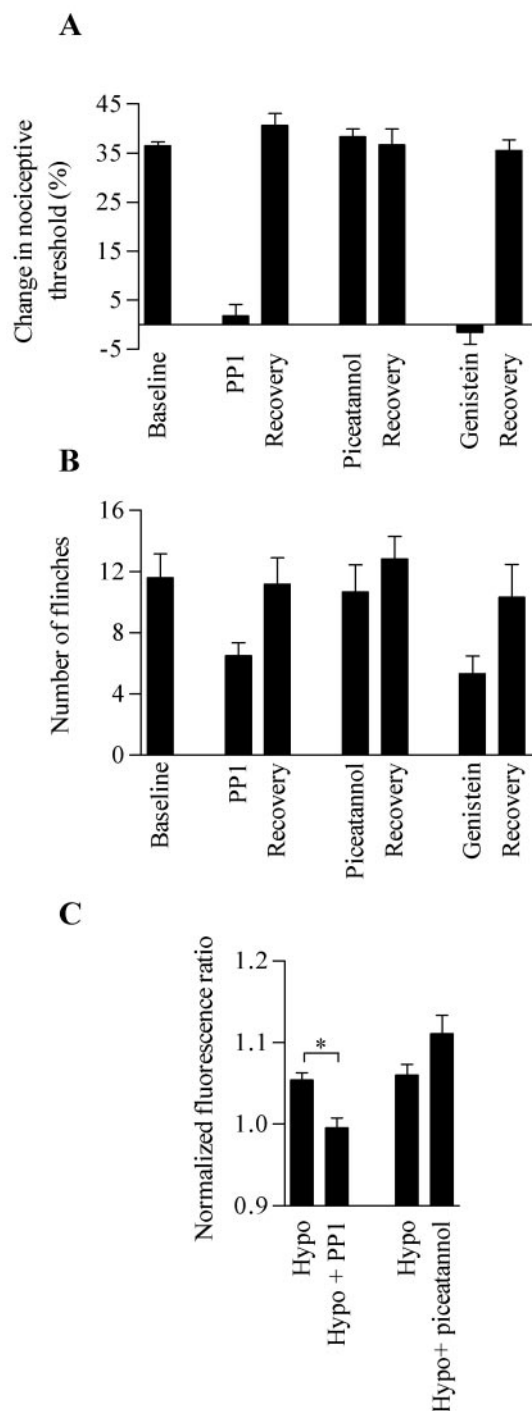 A
Change in nociceptive
threshold (%)
45
35
25
15
5
-5
Baseline
PP1
Recovery
Piceatannol
Recovery
Genistein
Recovery
B
Number of flinches
16
12
8
4
0
Baseline
PP1
Recovery
Piceatannol
Recovery
Genistein
Recovery
C
Normalized fluorescence ratio
1.2
1.1
1.0
0.9
*
Hypo
Hypo + PP1
Hypo
Hypo+ piceatannol